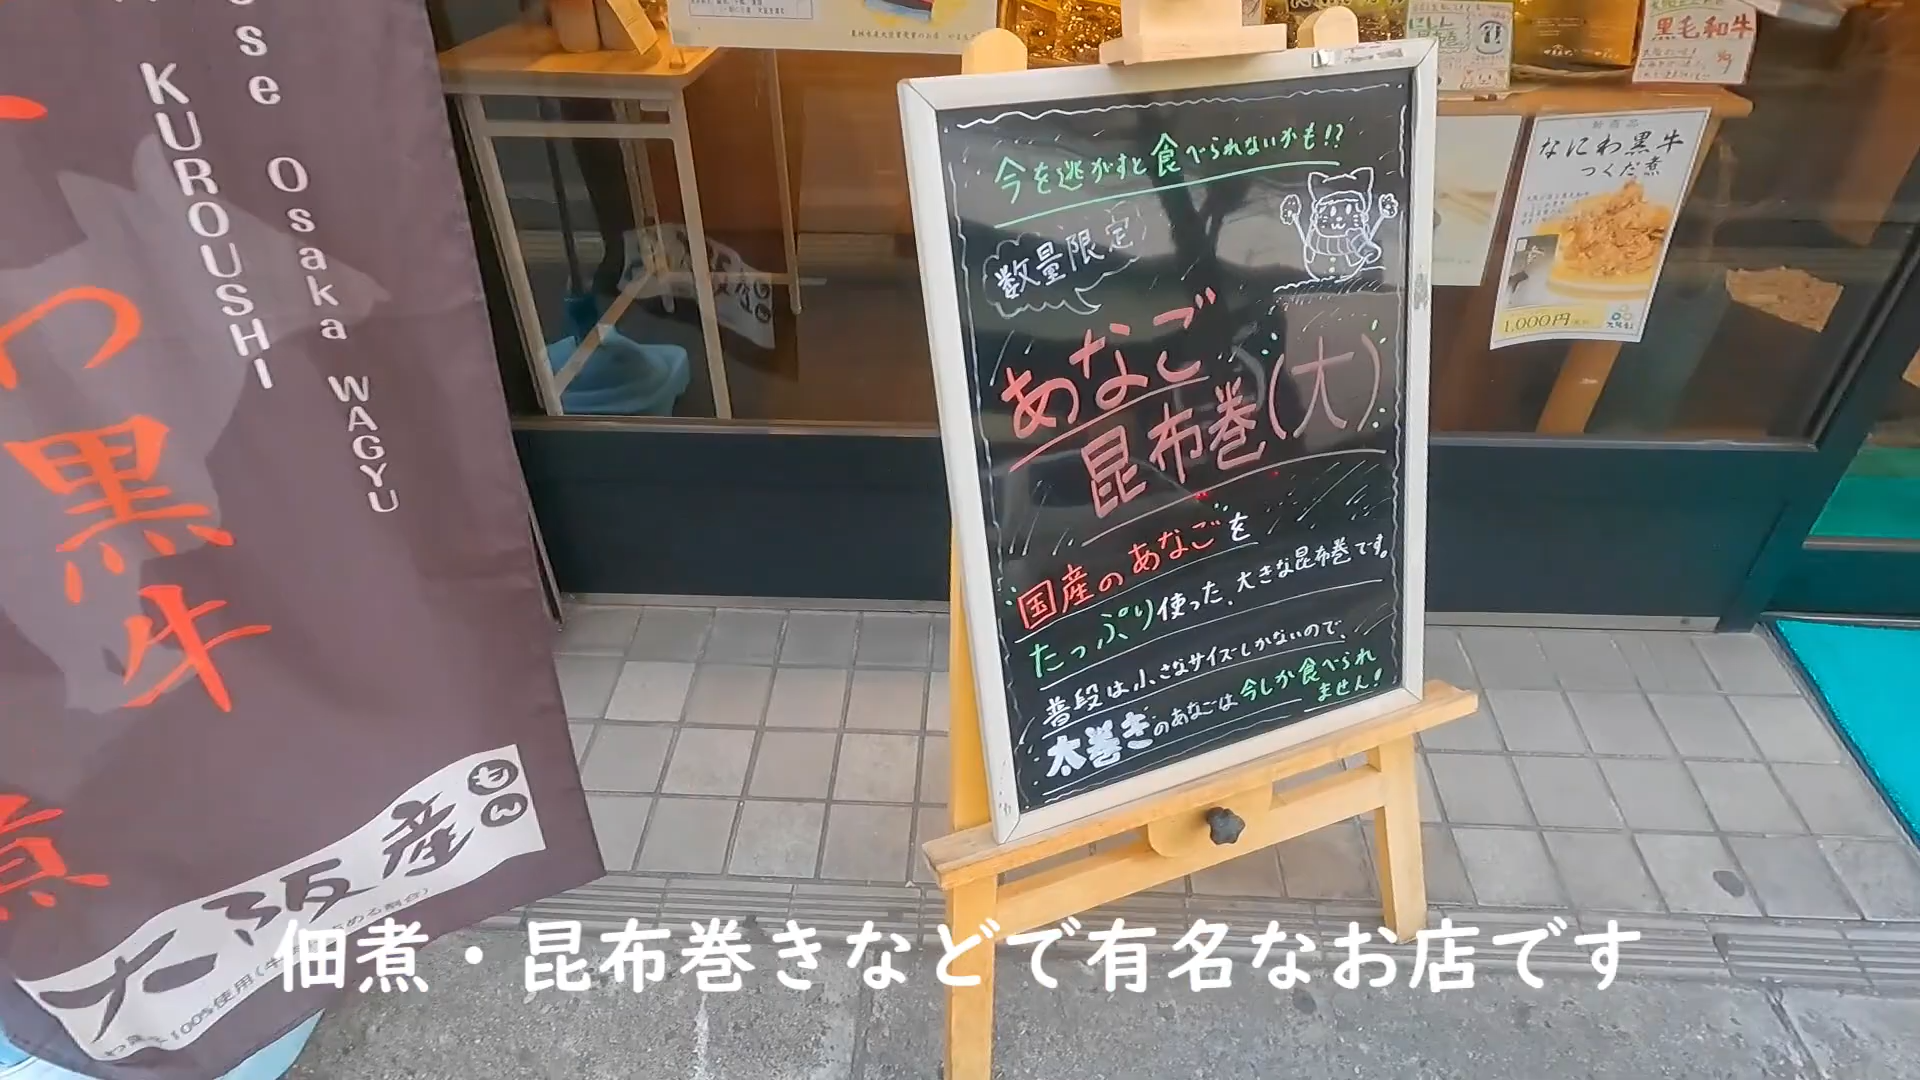 KUROUSHI
Osaka WAGYU
わ黒牛
煮
大阪産
もん
今を逃がすと食べられないかも!?
数量限定
あなご
昆布巻(大)
国産のあなごを
たっぷり使った、大きな昆布巻です。
普段は小さなサイズしかないので、
太巻きのあなごは今しか食べられ
ません!
黒毛和牛
新商品
なにわ黒牛
つくだ煮
1,000円
佃煮・昆布巻きなどで有名なお店です